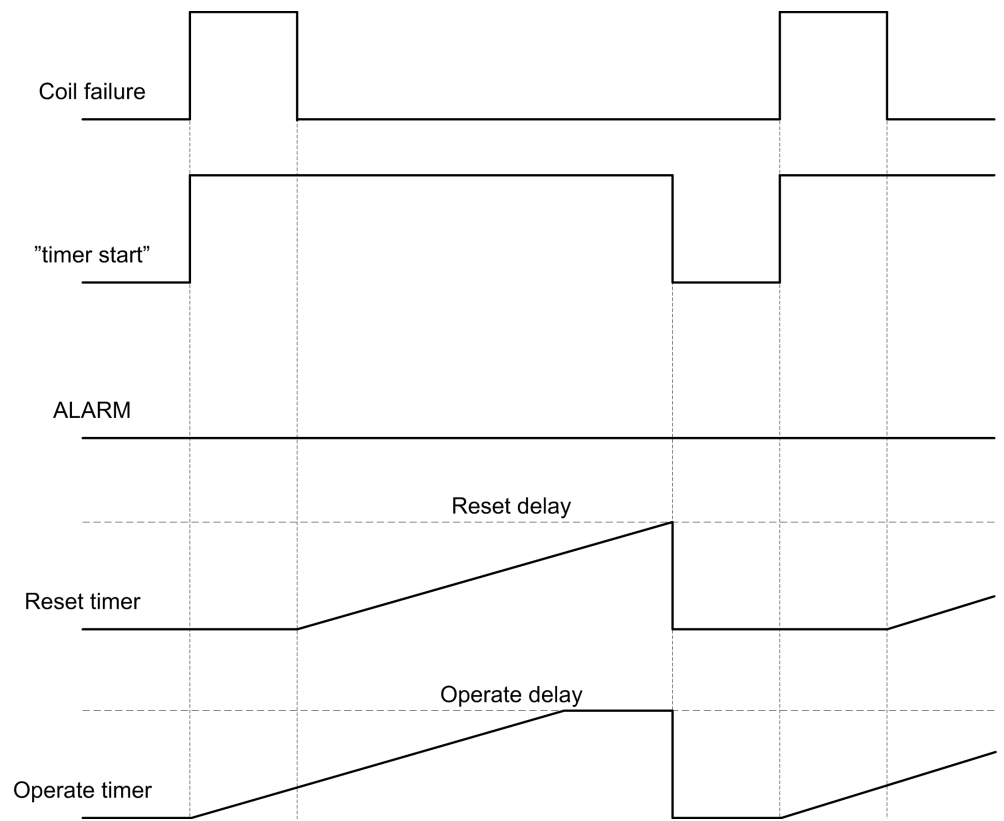 Coil failure
”timer start”
ALARM
Reset delay
Reset timer
Operate delay
Operate timer